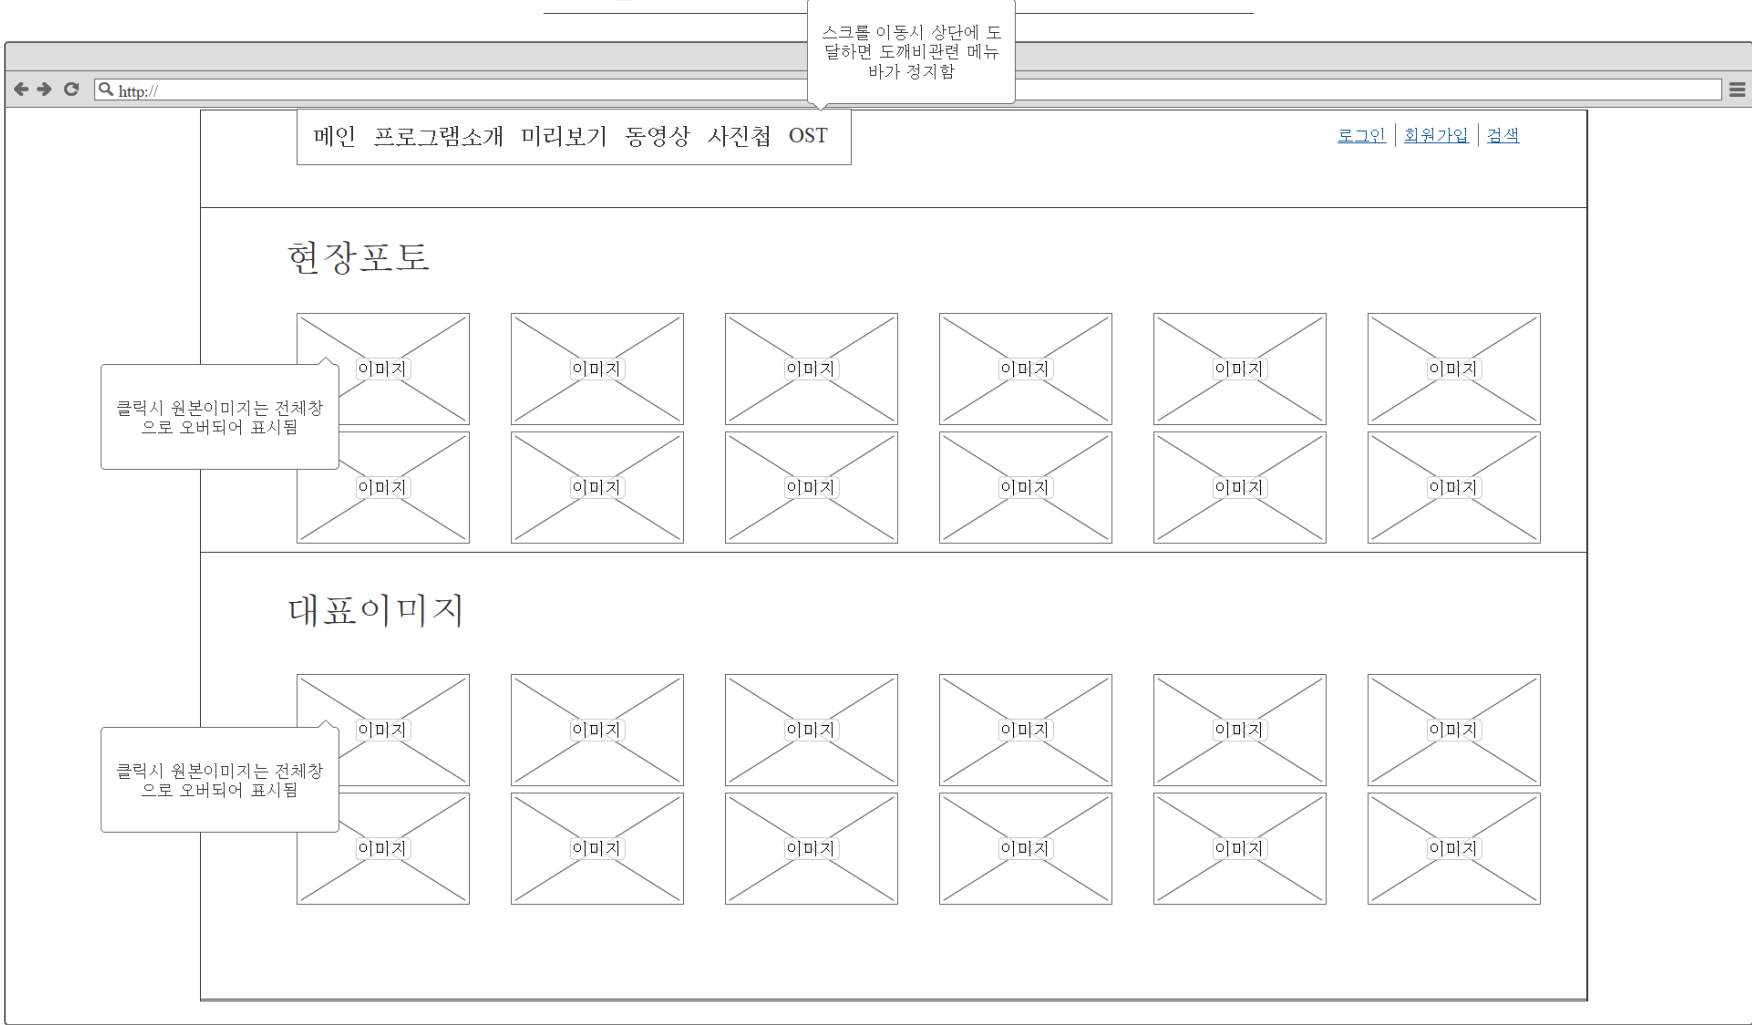 스크롤 이동시 상단에 도
달하면 도깨비관련 메뉴
바가 정지함
http://
메인 프로그램소개 미리보기 동영상 사진첩 OST
로그인 회원가입 검색
현장포토
이미지 이미지 이미지 이미지 이미지 이미지
클릭시 원본이미지는 전체창
으로 오버되어 표시됨
이미지 이미지 이미지 이미지 이미지 이미지
대표이미지
이미지 이미지 이미지 이미지 이미지 이미지
클릭시 원본이미지는 전체창
으로 오버되어 표시됨
이미지 이미지 이미지 이미지 이미지 이미지